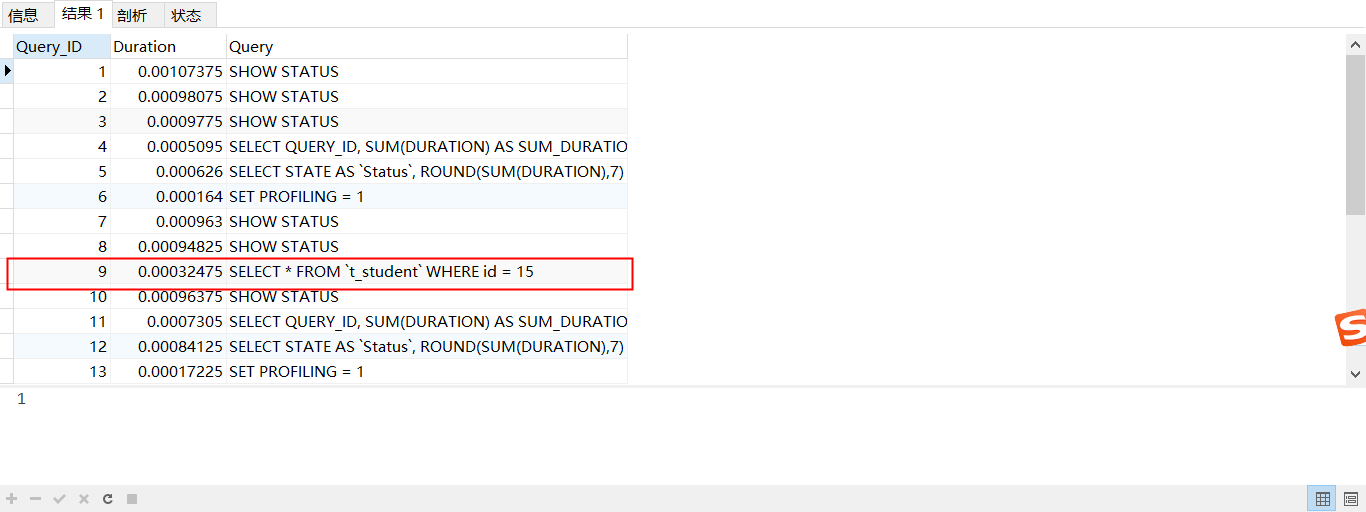 信息 结果 1 剖析 状态
Query_ID Duration Query
1 0.00107375 SHOW STATUS
2 0.00098075 SHOW STATUS
3 0.0009775 SHOW STATUS
4 0.0005095 SELECT QUERY_ID, SUM(DURATION) AS SUM_DURATIO
5 0.000626 SELECT STATE AS `Status`, ROUND(SUM(DURATION),7)
6 0.000164 SET PROFILING = 1
7 0.000963 SHOW STATUS
8 0.00094825 SHOW STATUS
9 0.00032475 SELECT * FROM `t_student` WHERE id = 15
10 0.00096375 SHOW STATUS
11 0.0007305 SELECT QUERY_ID, SUM(DURATION) AS SUM_DURATIO
12 0.00084125 SELECT STATE AS `Status`, ROUND(SUM(DURATION),7)
13 0.00017225 SET PROFILING = 1
1